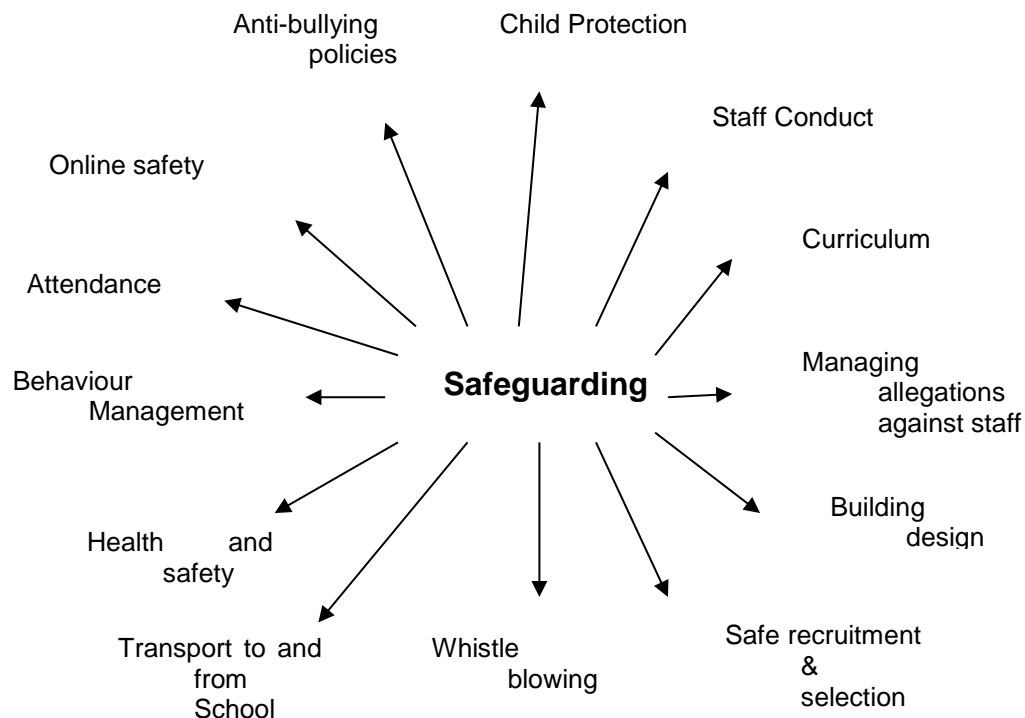 Anti-bullying
policies
Child Protection
Staff Conduct
Online safety
Curriculum
Attendance
Safeguarding
Behaviour
Management
Managing
allegations
against staff
Building
design
Health and
safety
Transport to and
from
School
Whistle
blowing
Safe recruitment
&
selection